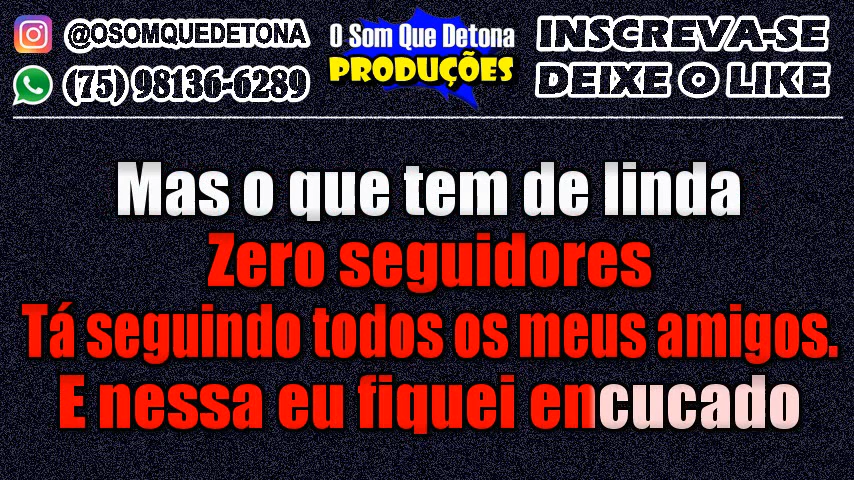 @OSOMQUEDETONA
(75) 98136-6289
O Som Que Detona
PRODUÇÕES
INSCREVA-SE
DEIXE O LIKE
Mas o que tem de linda
Zero seguidores
Tá seguindo todos os meus amigos.
E nessa eu fiquei encucado